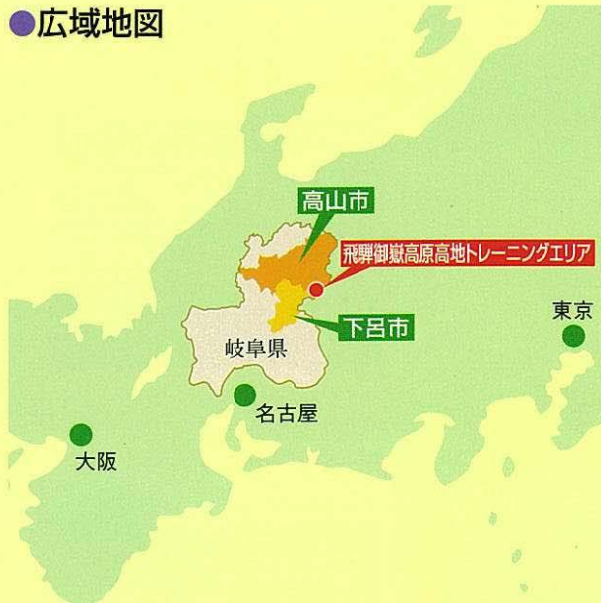 ●広域地図
高山市
飛騨御嶽高原高地トレーニングエリア
下呂市
東京
岐阜県
名古屋
大阪